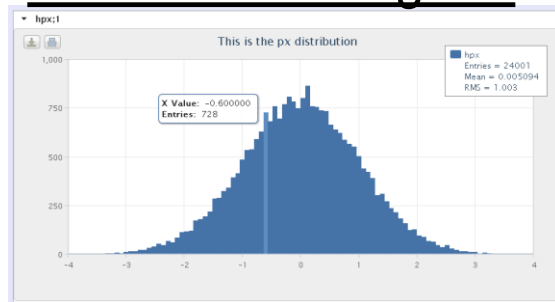 hpx;1
This is the px distribution
hpx
Entries = 24001
Mean = 0.005094
RMS = 1.003
1,000
750
500
250
0
X Value: -0.600000
Entries: 728
-4 -3 -2 -1 0 1 2 3 4